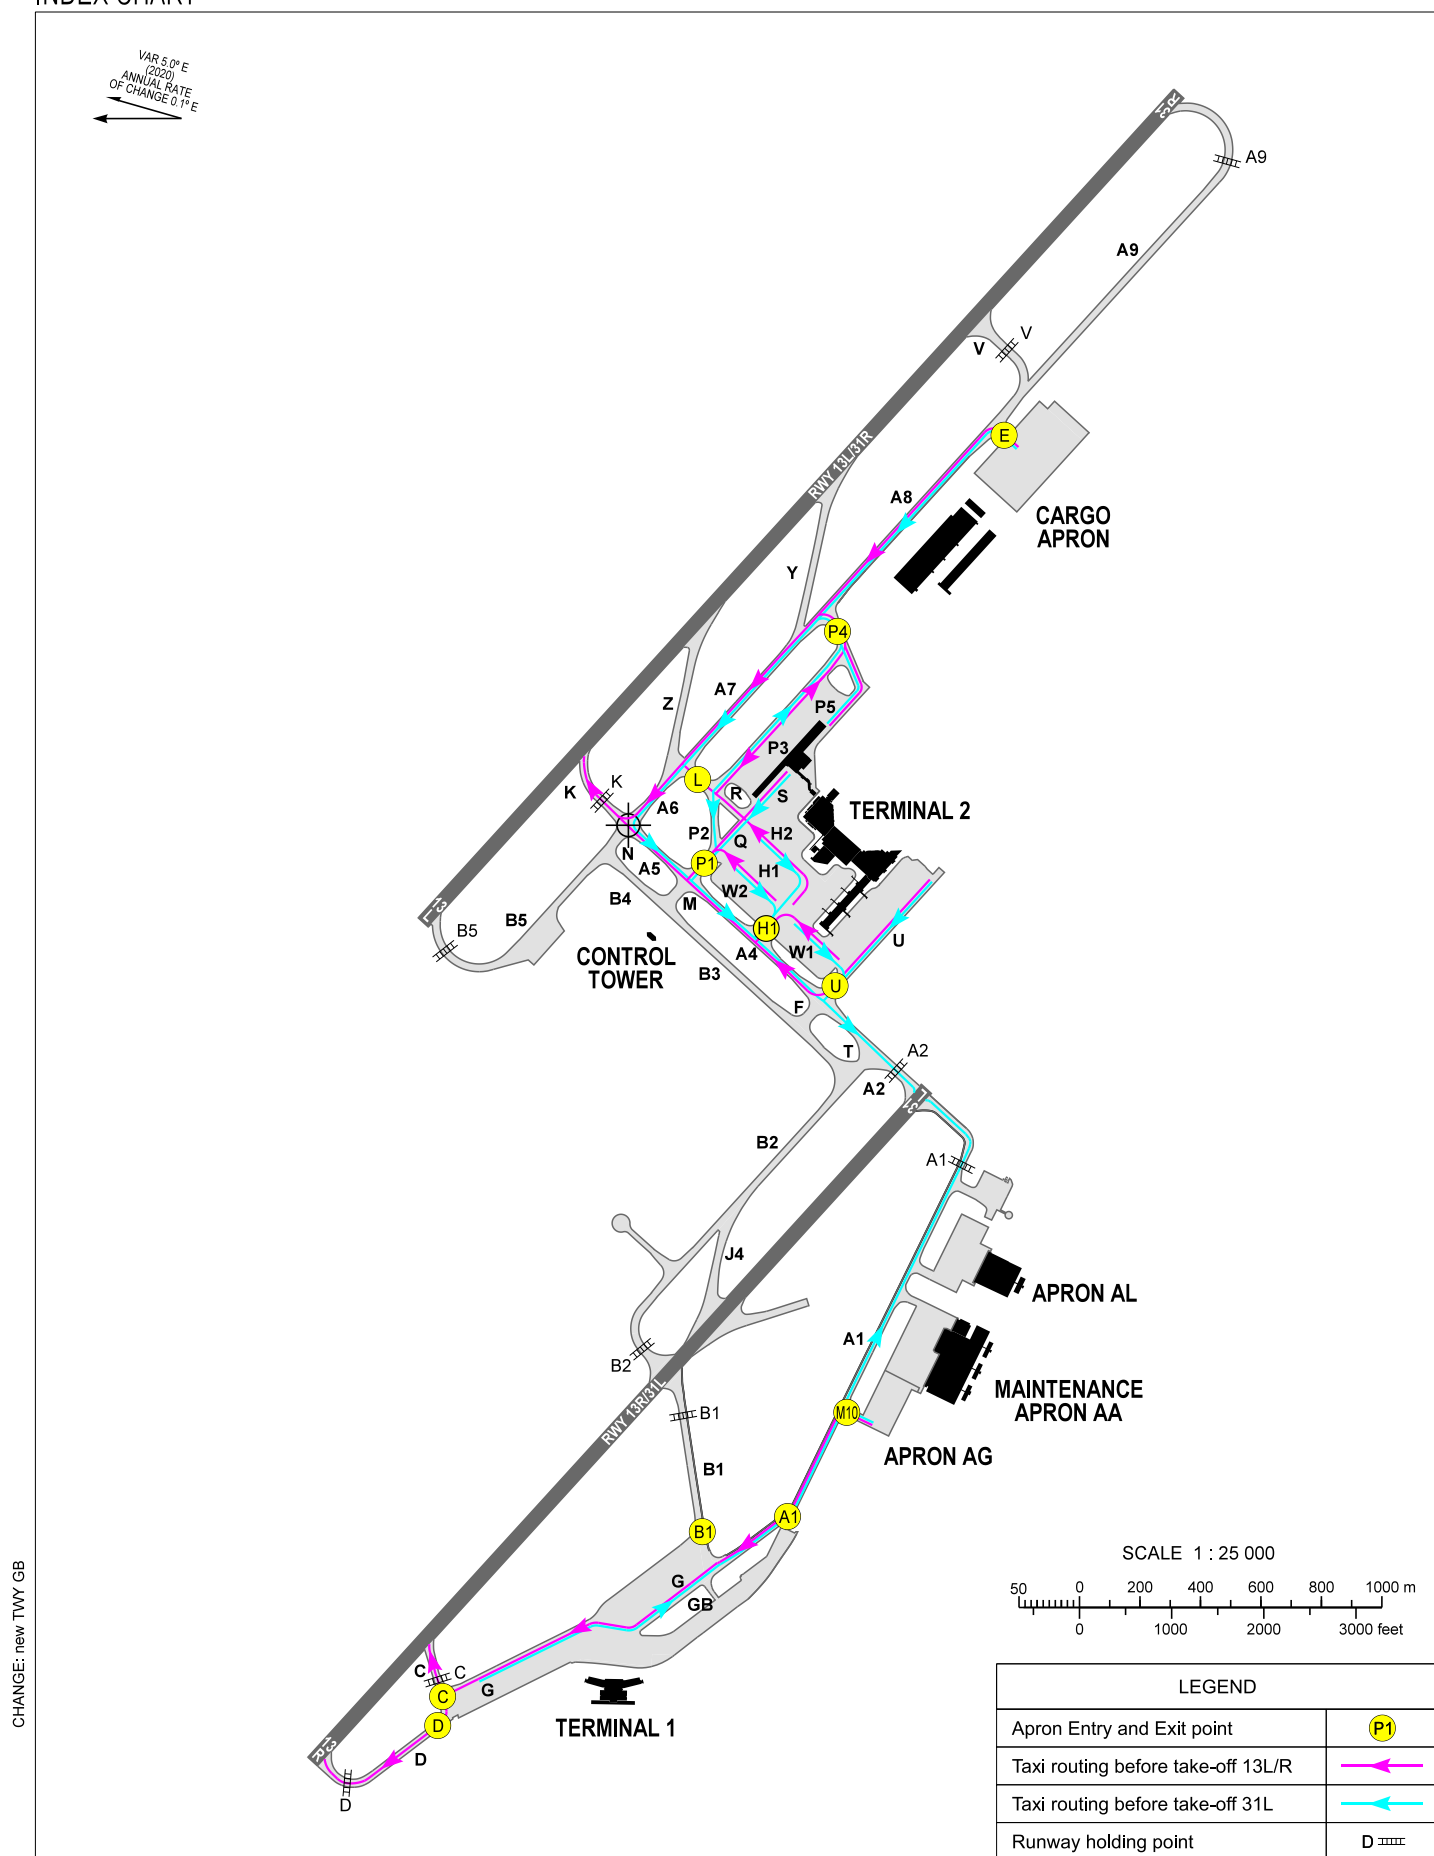 INDEX CHART
VAR 5.0° E
(2020)
ANNUAL RATE
OF CHANGE 0.1° E
31
R
A9
A9
V
V
E
RWY 13L/31R
A8
CARGO
APRON
Y
P4
A7
Z
P5
P3
L
K
K
R
S
A6
TERMINAL 2
P2
Q
H2
N
P1
A5
H1
W2
B4
M
B5
B5
13
L
H1
U
CONTROL
TOWER
A4
W1
B3
U
F
T
A2
A2
31
L
B2
A1
J4
APRON AL
A1
B2
MAINTENANCE
APRON AA
RWY 13R/31L
M10
B1
APRON AG
B1
A1
B1
SCALE 1 : 25 000
G
50 0 200 400 600 800 1000 m
GB
0 1000 2000 3000 feet
C
C
G
C
TERMINAL 1
D
13
R
D
D
CHANGE: new TWY GB
LEGEND
Apron Entry and Exit point P1
Taxi routing before take-off 13L/R
Taxi routing before take-off 31L
Runway holding point D